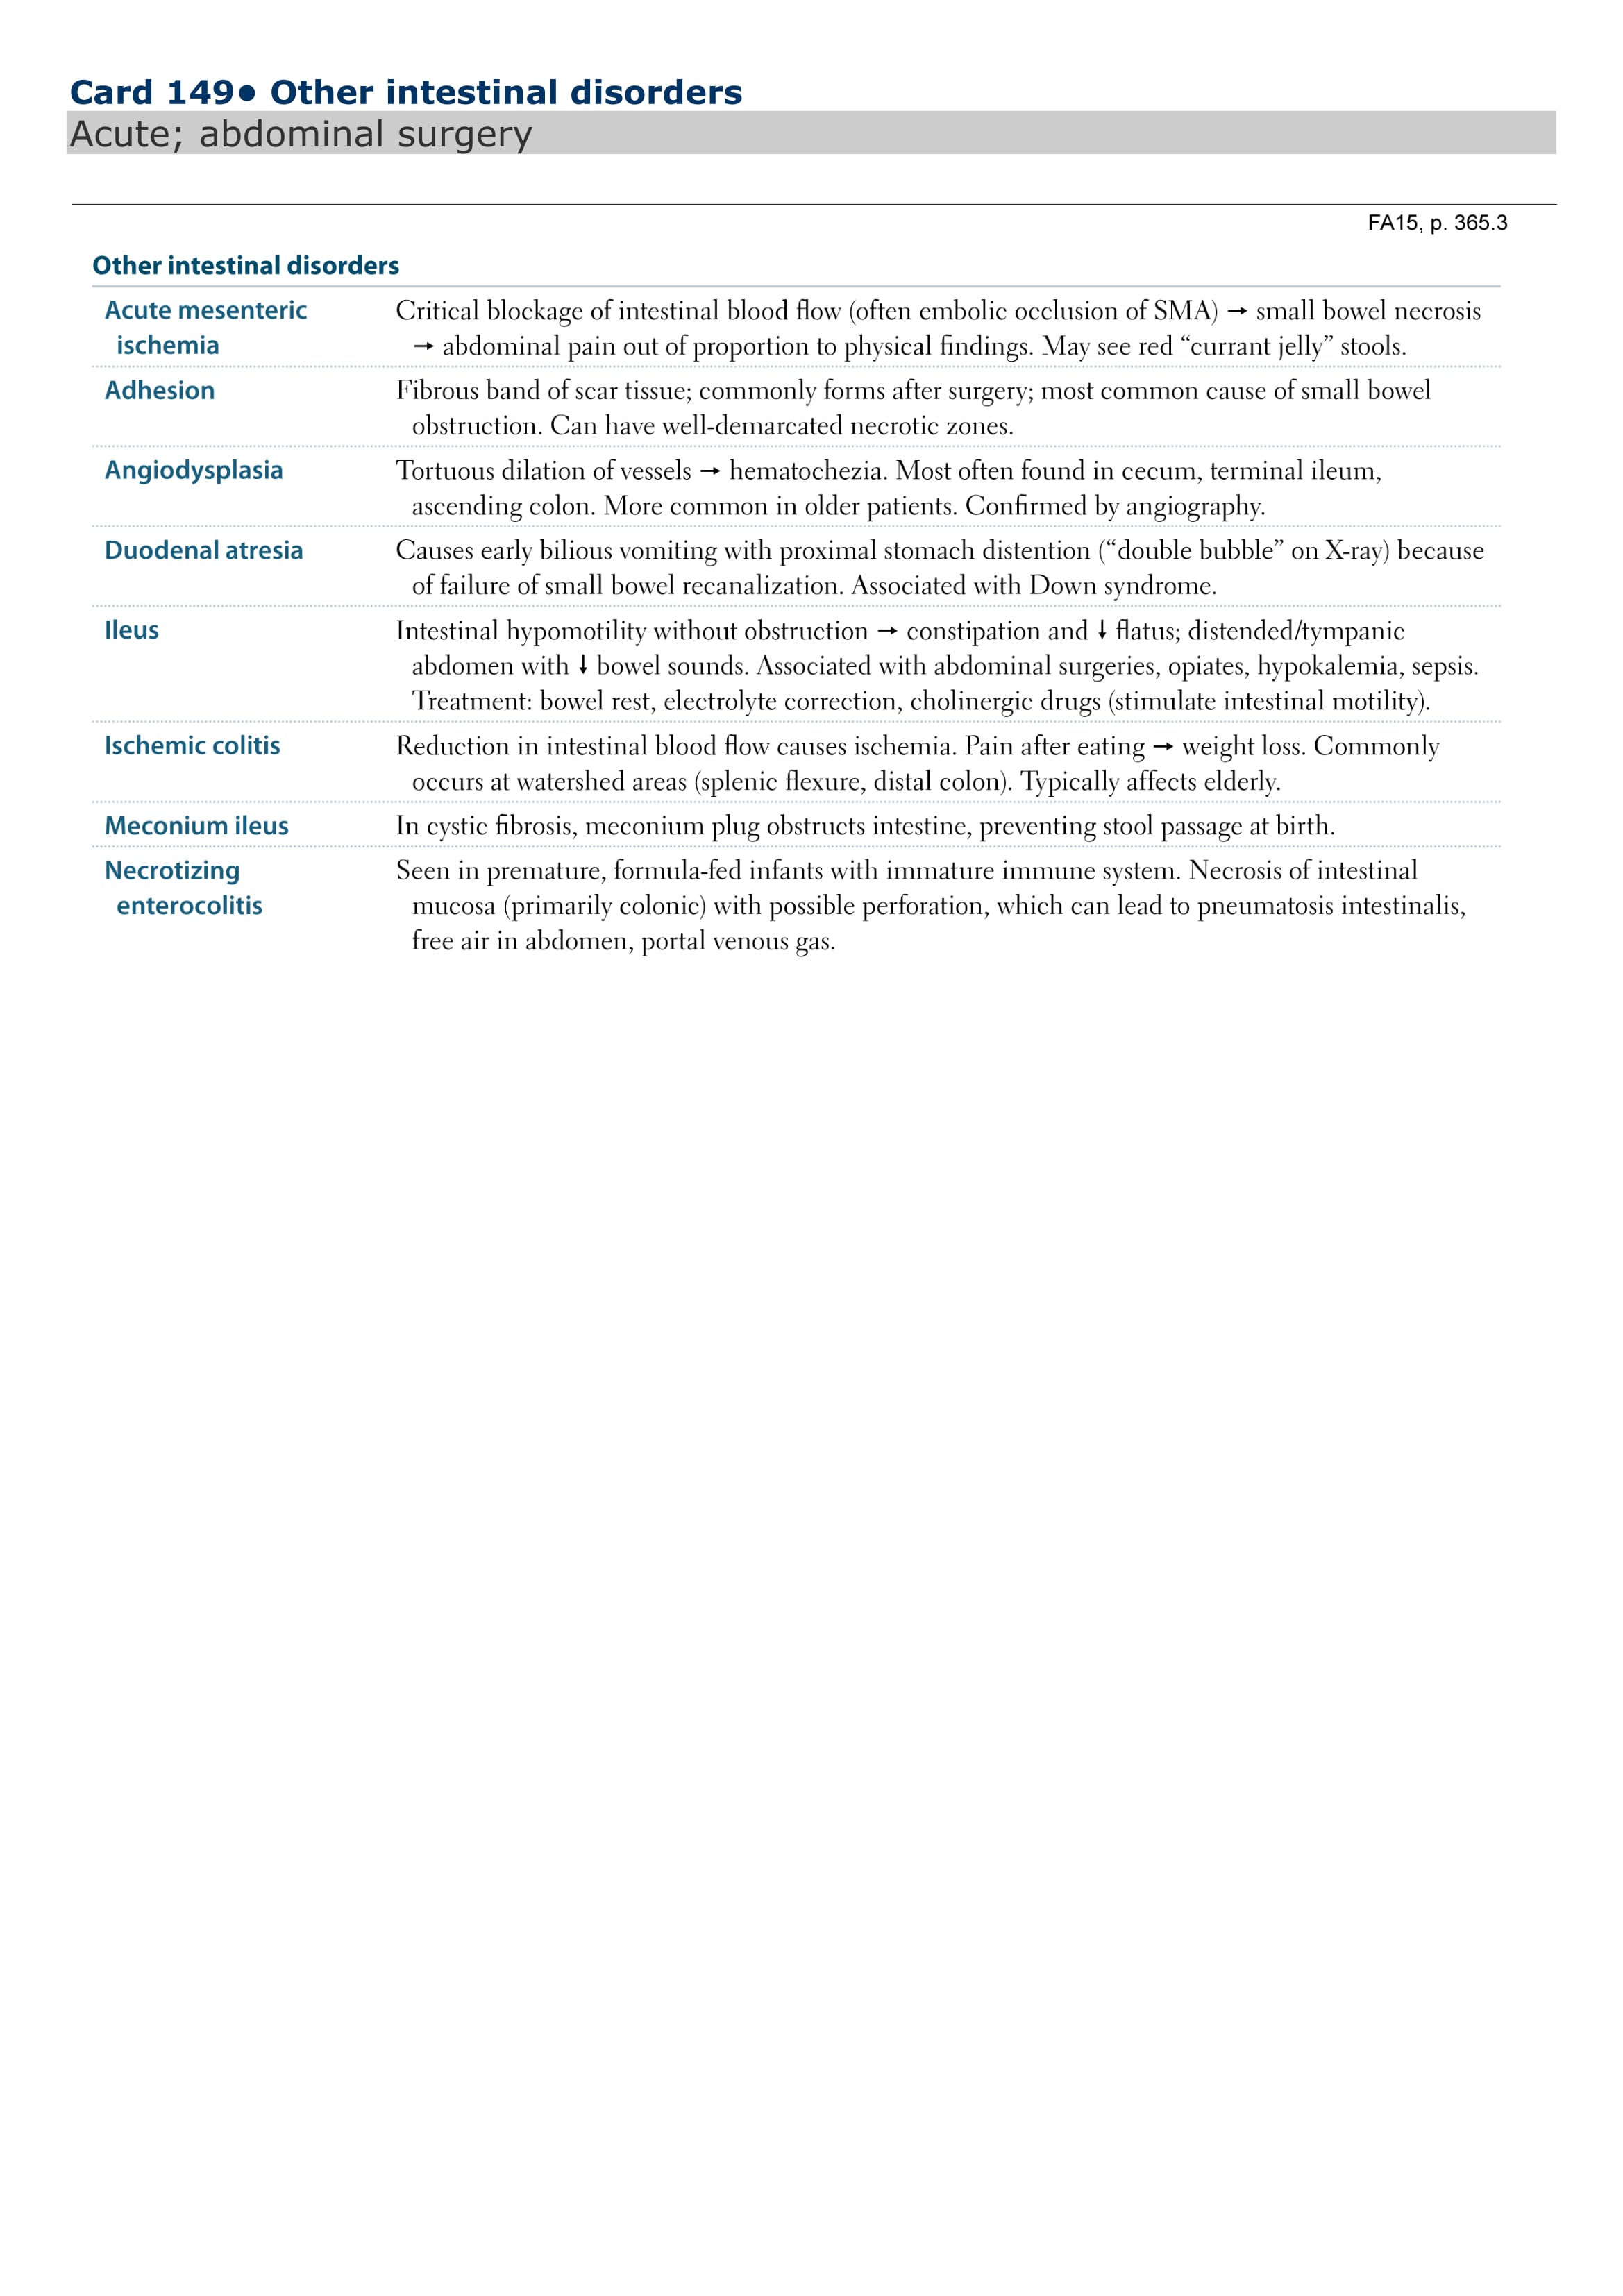 Card 149• Other intestinal disorders
Acute; abdominal surgery
FA15, p. 365.3
Other intestinal disorders
Acute mesenteric ischemia
Critical blockage of intestinal blood flow (often embolic occlusion of SMA) → small bowel necrosis
→ abdominal pain out of proportion to physical findings. May see red “currant jelly” stools.
Adhesion
Fibrous band of scar tissue; commonly forms after surgery; most common cause of small bowel
obstruction. Can have well-demarcated necrotic zones.
Angiodysplasia
Tortuous dilation of vessels → hematochezia. Most often found in cecum, terminal ileum,
ascending colon. More common in older patients. Confirmed by angiography.
Duodenal atresia
Causes early bilious vomiting with proximal stomach distention (“double bubble” on X-ray) because
of failure of small bowel recanalization. Associated with Down syndrome.
Ileus
Intestinal hypomotility without obstruction → constipation and ↓ flatus; distended/tympanic
abdomen with ↓ bowel sounds. Associated with abdominal surgeries, opiates, hypokalemia, sepsis.
Treatment: bowel rest, electrolyte correction, cholinergic drugs (stimulate intestinal motility).
Ischemic colitis
Reduction in intestinal blood flow causes ischemia. Pain after eating → weight loss. Commonly
occurs at watershed areas (splenic flexure, distal colon). Typically affects elderly.
Meconium ileus
In cystic fibrosis, meconium plug obstructs intestine, preventing stool passage at birth.
Necrotizing enterocolitis
Seen in premature, formula-fed infants with immature immune system. Necrosis of intestinal
mucosa (primarily colonic) with possible perforation, which can lead to pneumatosis intestinalis,
free air in abdomen, portal venous gas.